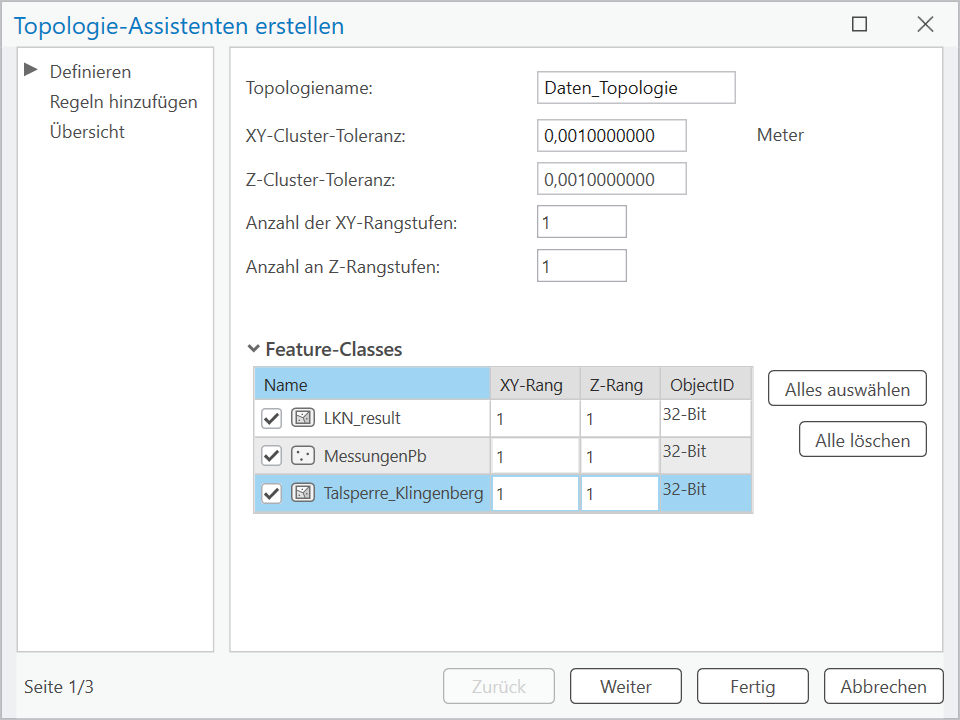 Topologie-Assistenten erstellen
Definieren
Regeln hinzufügen
Übersicht
Topologiename: Daten_Topologie
XY-Cluster-Toleranz: 0,0010000000 Meter
Z-Cluster-Toleranz: 0,0010000000
Anzahl der XY-Rangstufen: 1
Anzahl an Z-Rangstufen: 1
Feature-Classes
Name XY-Rang Z-Rang ObjectID
LKN_result 1 1 32-Bit
MessungenPb 1 1 32-Bit
Talsperre_Klingenberg 1 1 32-Bit
Alles auswählen
Alle löschen
Seite 1/3 Zurück Weiter Fertig Abbrechen